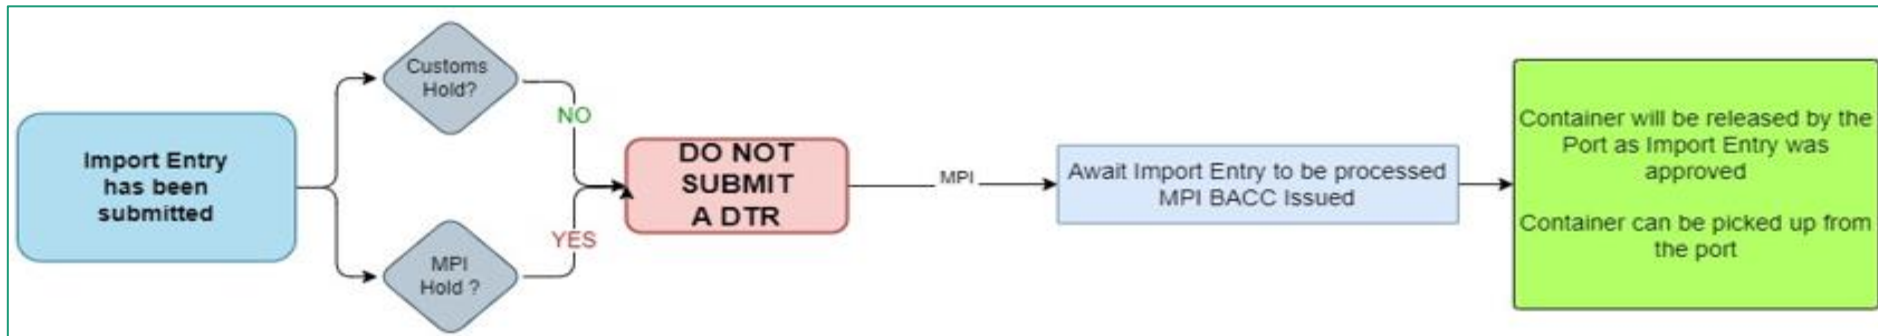 Import Entry
has been
submitted
Customs
Hold?
NO
MPI
Hold ?
YES
DO NOT
SUBMIT
A DTR
MPI
Await Import Entry to be processed
MPI BACC Issued
Container will be released by the
Port as Import Entry was
approved
Container can be picked up from
the port